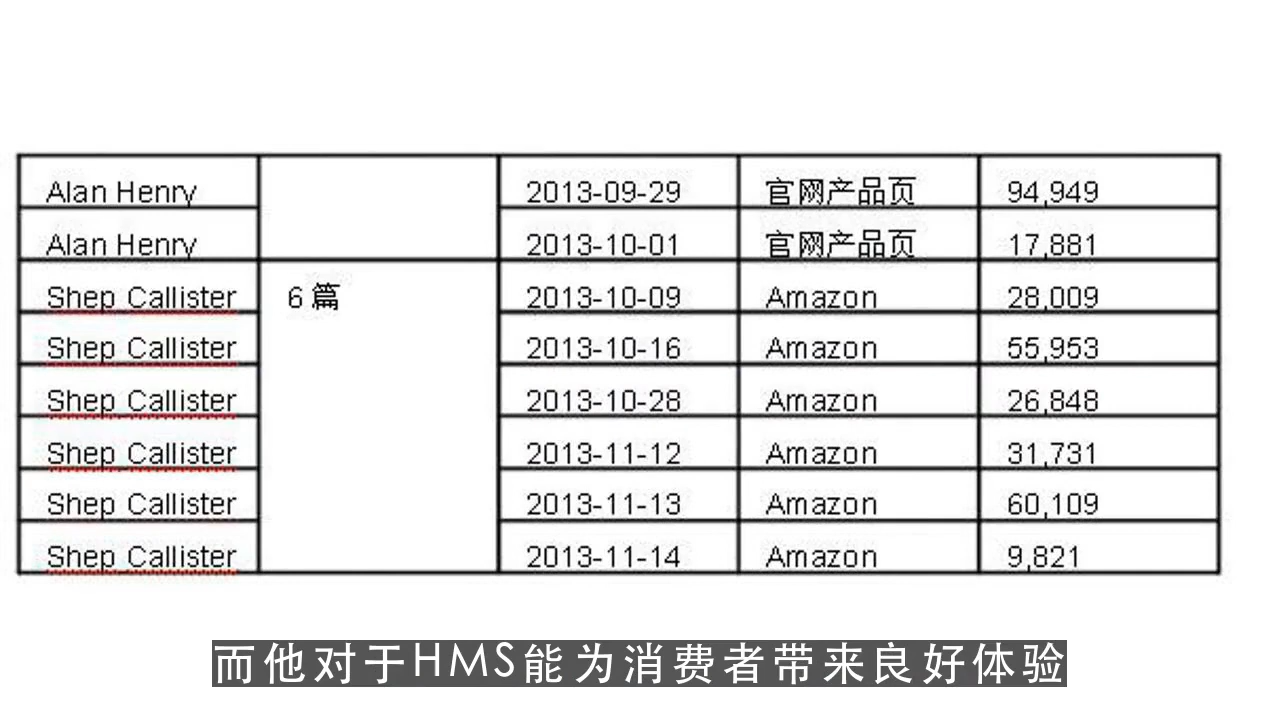 Alan Henry 2013-09-29 官网产品页 94,949
Alan Henry 2013-10-01 官网产品页 17,881
Shep Callister 6篇 2013-10-09 Amazon 28,009
Shep Callister 2013-10-16 Amazon 55,953
Shep Callister 2013-10-28 Amazon 26,848
Shep Callister 2013-11-12 Amazon 31,731
Shep Callister 2013-11-13 Amazon 60,109
Shep Callister 2013-11-14 Amazon 9,821
而他对于HMS能为消费者带来良好体验